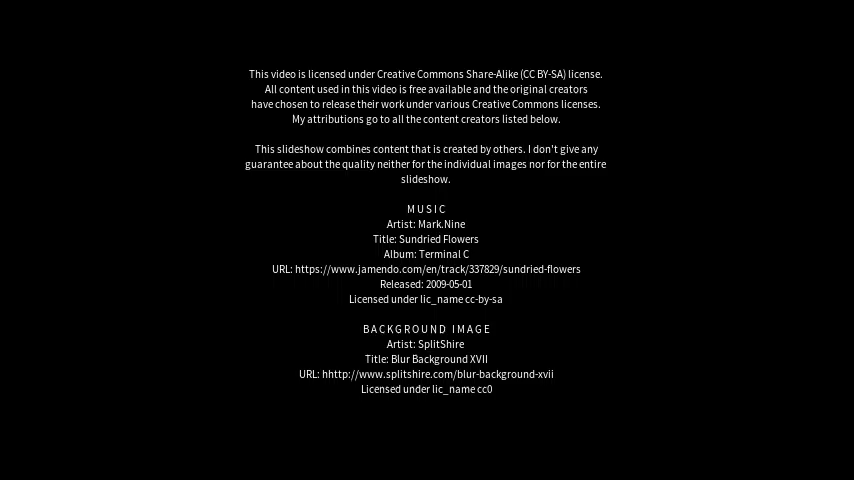 This video is licensed under Creative Commons Share-Alike (CC BY-SA) license.
All content used in this video is free available and the original creators
have chosen to release their work under various Creative Commons licenses.
My attributions go to all the content creators listed below.
This slideshow combines content that is created by others. I don't give any
guarantee about the quality neither for the individual images nor for the entire
slideshow.
MUSIC
Artist: Mark.Nine
Title: Sundried Flowers
Album: Terminal C
URL: https://www.jamendo.com/en/track/337829/sundried-flowers
Released: 2009-05-01
Licensed under lic_name cc-by-sa
BACKGROUND IMAGE
Artist: SplitShire
Title: Blur Background XVII
URL: hhttp://www.splitshire.com/blur-background-xvii
Licensed under lic_name cc0